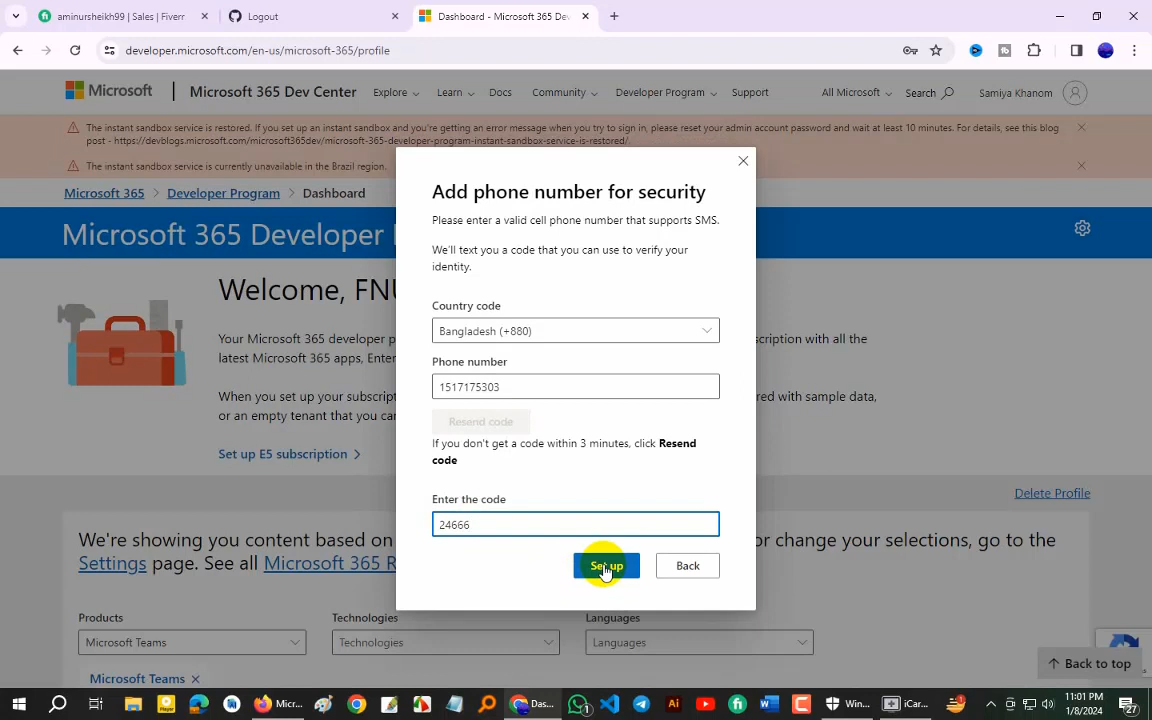 aminursheikh99 | Sales | Fiverr
Logout
Dashboard - Microsoft 365 Dev
developer.microsoft.com/en-us/microsoft-365/profile
Microsoft
Microsoft 365 Dev Center
Explore
Learn
Docs
Community
Developer Program
Support
All Microsoft
Search
Samiya Khanom
The instant sandbox service is restored. If you set up an instant sandbox and you're getting an error message when you try to sign in, please reset your admin account password and wait at least 10 minutes. For details, see this blog
post - https://devblogs.microsoft.com/microsoft365dev/microsoft-365-developer-program-instant-sandbox-service-is-restored/.
The instant sandbox service is currently unavailable in the Brazil region.
Microsoft 365 > Developer Program > Dashboard
Microsoft 365 Developer
Welcome, FNU
Your Microsoft 365 developer
scription with all the
latest Microsoft 365 apps, Enter
When you set up your subscrip
red with sample data,
or an empty tenant that you can
Set up E5 subscription >
Delete Profile
We're showing you content based on
or change your selections, go to the
Settings page. See all Microsoft 365 R
Products
Technologies
Languages
Microsoft Teams
Technologies
Languages
Microsoft Teams
Back to top
Add phone number for security
Please enter a valid cell phone number that supports SMS.
We'll text you a code that you can use to verify your
identity.
Country code
Bangladesh (+880)
Phone number
1517175303
Resend code
If you don't get a code within 3 minutes, click Resend
code
Enter the code
24666
Set up
Back
Micr...
Das...
1
Ai
Win...
iCar...
11:01 PM
1/8/2024
27